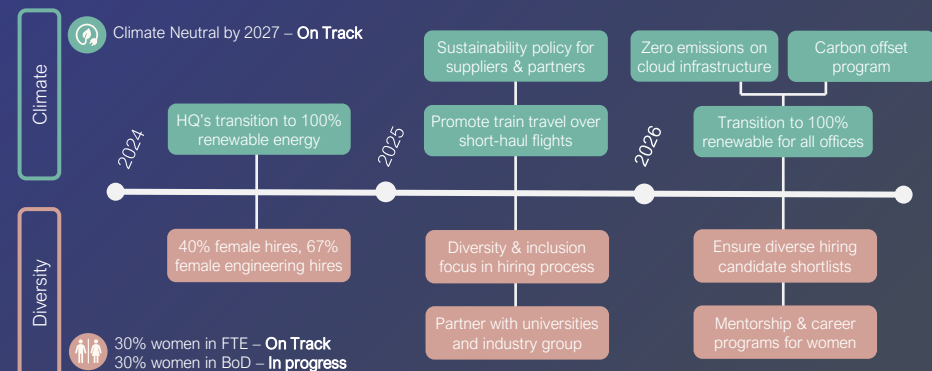 Climate
Climate Neutral by 2027 – On Track
Sustainability policy for
suppliers & partners
Zero emissions on
cloud infrastructure
Carbon offset
program
HQ's transition to 100%
renewable energy
Promote train travel over
short-haul flights
Transition to 100%
renewable for all offices
2024
2025
2026
Diversity
40% female hires, 67%
female engineering hires
Diversity & inclusion
focus in hiring process
Ensure diverse hiring
candidate shortlists
Partner with universities
and industry group
Mentorship & career
programs for women
30% women in FTE – On Track
30% women in BoD – In progress